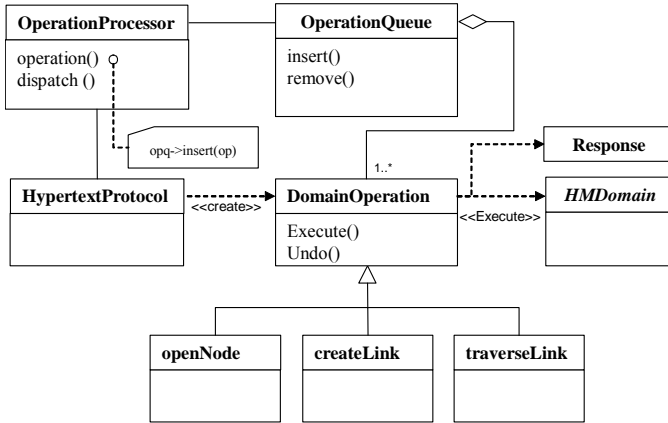 OperationProcessor
operation()
dispatch ()
OperationQueue
insert()
remove()
opq->insert(op)
1..*
Response
HypertextProtocol
<<create>>
DomainOperation
Execute()
Undo()
<<Execute>>
HMDomain
openNode
createLink
traverseLink